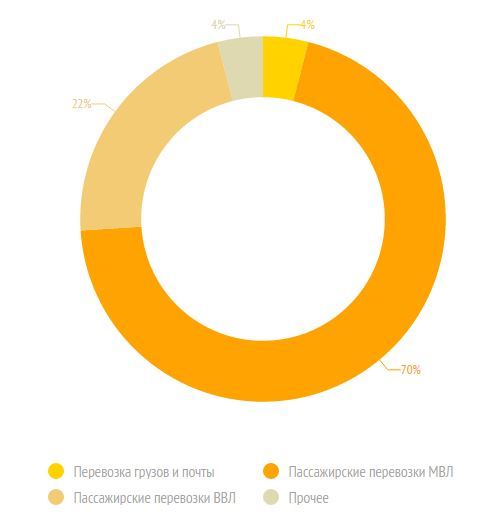 4% 4%
22%
70%
Перевозка грузов и почты
Пассажирские перевозки МВЛ
Пассажирские перевозки ВВЛ
Прочее